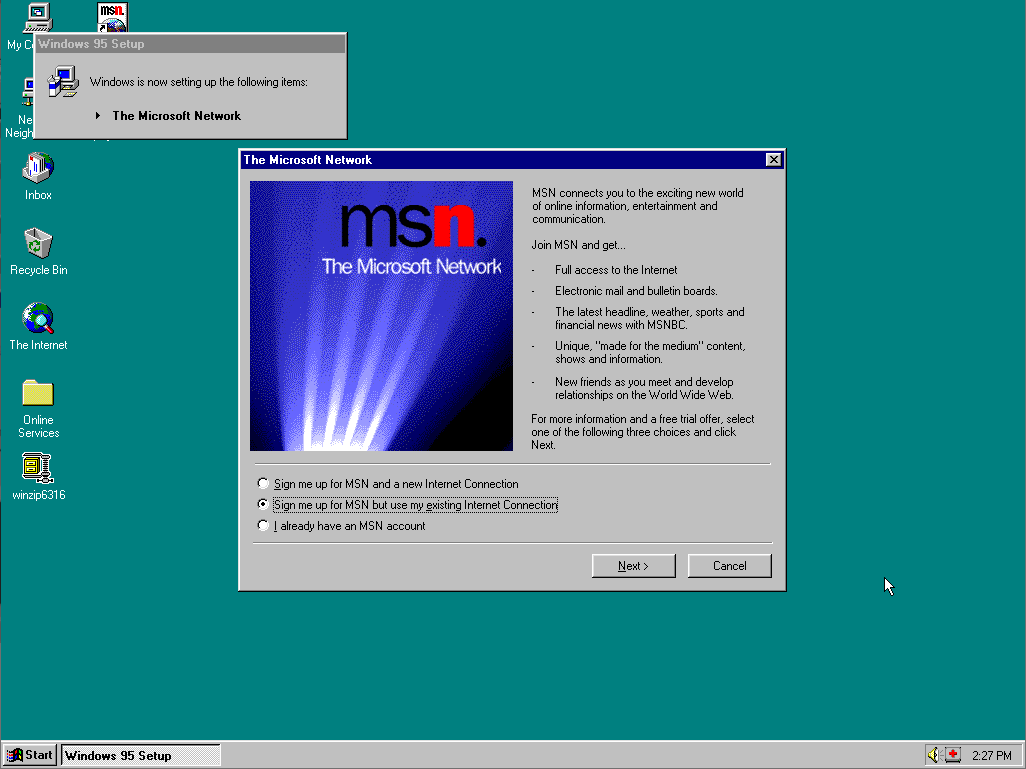 msn.
My C
Windows 95 Setup
Windows is now setting up the following items:
The Microsoft Network
Ne
Neigh
Inbox
Recycle Bin
The Internet
Online
Services
winzip6316
The Microsoft Network
msn.
The Microsoft Network
MSN connects you to the exciting new world
of online information, entertainment and
communication.
Join MSN and get...
- Full access to the Internet
- Electronic mail and bulletin boards.
- The latest headline, weather, sports and
financial news with MSNBC.
- Unique, "made for the medium" content,
shows and information.
- New friends as you meet and develop
relationships on the World Wide Web.
For more information and a free trial offer, select
one of the following three choices and click
Next.
Sign me up for MSN and a new Internet Connection
Sign me up for MSN but use my existing Internet Connection
I already have an MSN account
Next >
Cancel
Start
Windows 95 Setup
2:27 PM